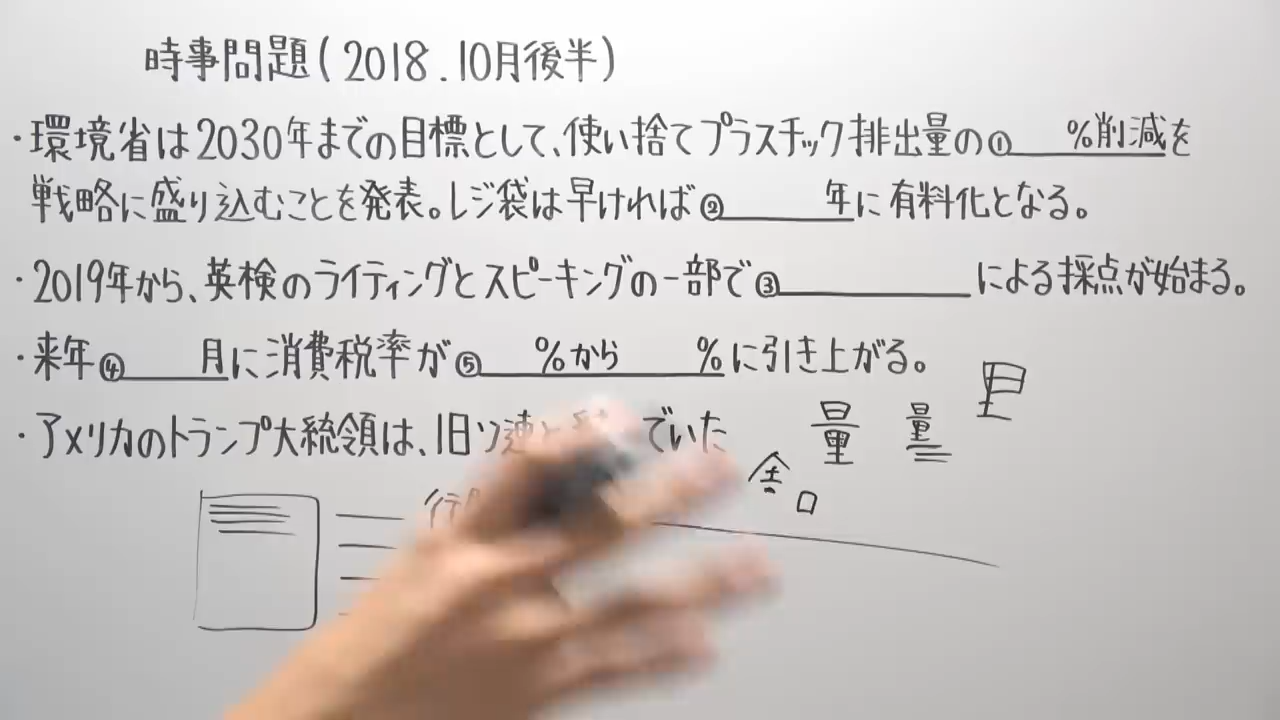 時事問題(2018.10月後半)
・環境省は2030年までの目標として、使い捨てプラスチック排出量の① %削減を
戦略に盛り込むことを発表。レジ袋は早ければ② 年に有料化となる。
・2019年から、英検のライティングとスピーキングの一部で③ による採点が始まる。
・来年④ 月に消費税率が⑤ %から %に引き上がる。
・アメリカのトランプ大統領は、旧ソ連と でいた
量 量
舎
行